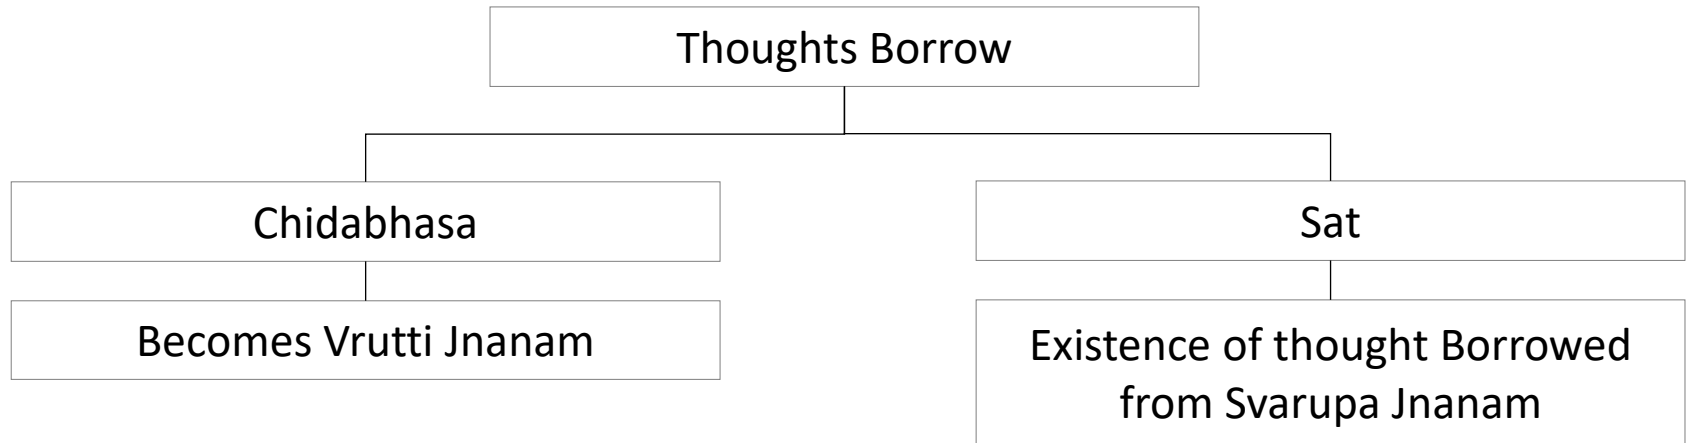 Thoughts Borrow
Chidabhasa
Sat
Becomes Vrutti Jnanam
Existence of thought Borrowed
from Svarupa Jnanam